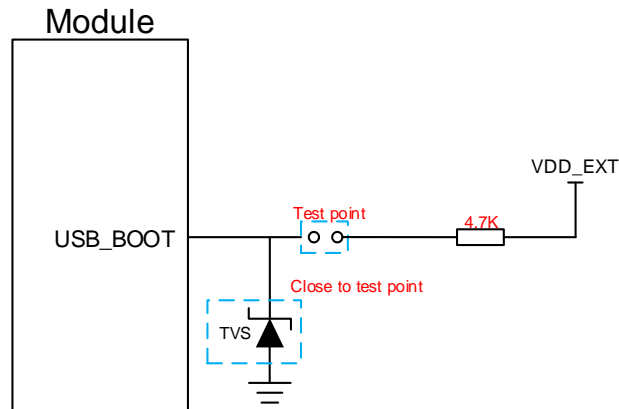 Module
VDD_EXT
Test point
4.7K
USB_BOOT
Close to test point
TVS